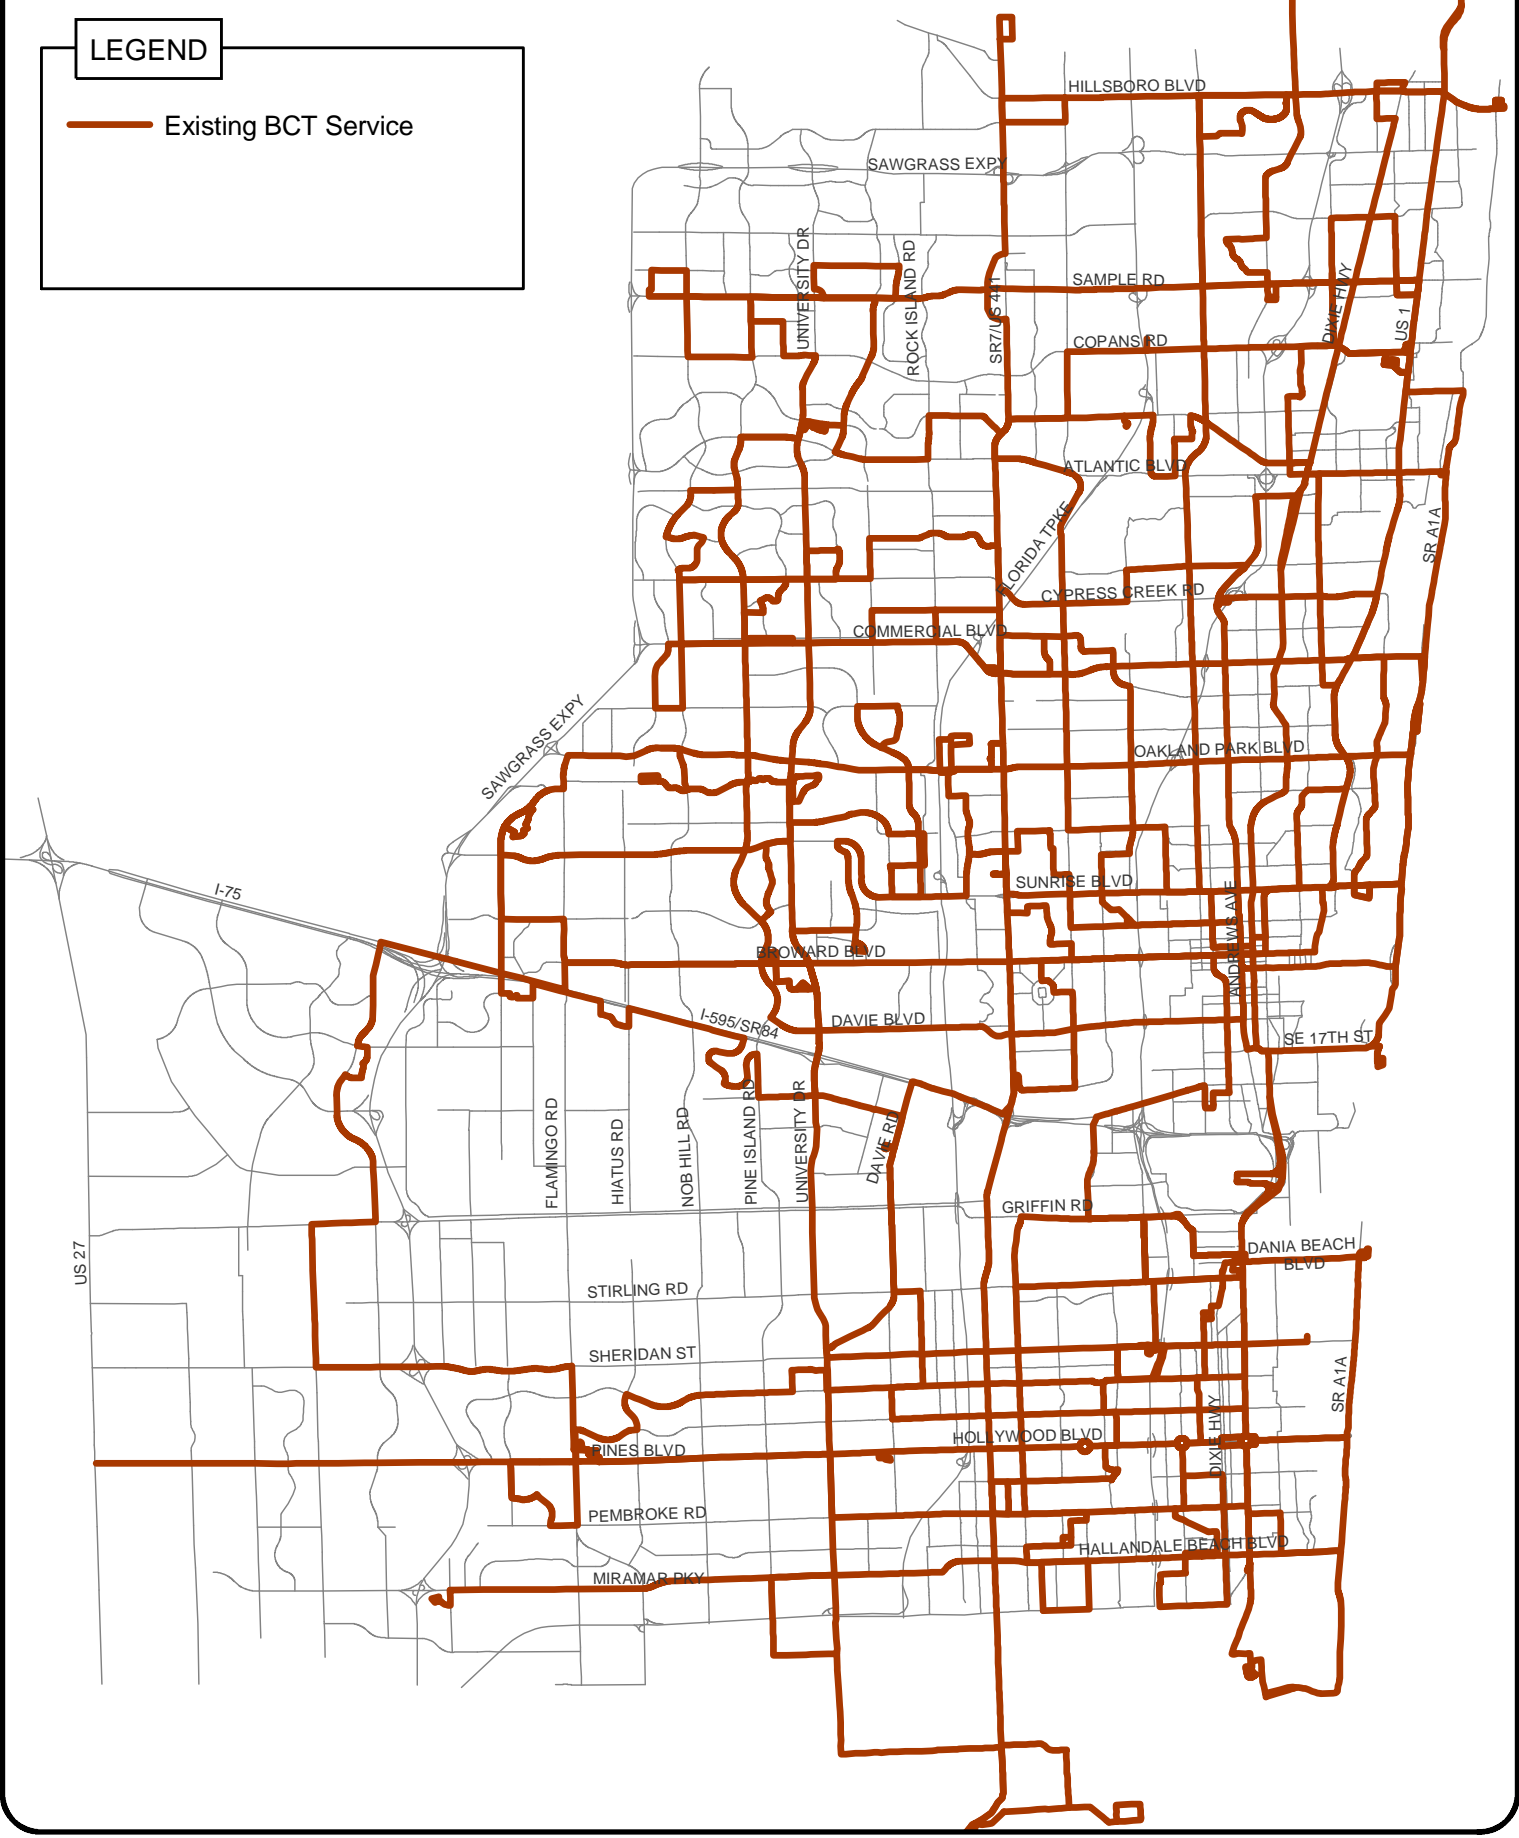 LEGEND
Existing BCT Service
HILLSBORO BLVD
SAWGRASS EXPY
UNIVERSITY DR
ROCK ISLAND RD
SR7/US 441
SAMPLE RD
DIXIE HWY
US 1
COPANS RD
ATLANTIC BLVD
SR A1A
FLORIDA TPKE
CYPRESS CREEK RD
COMMERCIAL BLVD
SAWGRASS EXPY
OAKLAND PARK BLVD
I-75
SUNRISE BLVD
ANDREWS AVE
BROWARD BLVD
I-595/SR84
DAVIE BLVD
SE 17TH ST
FLAMINGO RD
HIATUS RD
NOB HILL RD
PINE ISLAND RD
UNIVERSITY DR
DAVIE RD
GRIFFIN RD
US 27
DANIA BEACH
BLVD
STIRLING RD
SHERIDAN ST
SR A1A
DIXIE HWY
HOLLYWOOD BLVD
PINES BLVD
PEMBROKE RD
HALLANDALE BEACH BLVD
MIRAMAR PKY